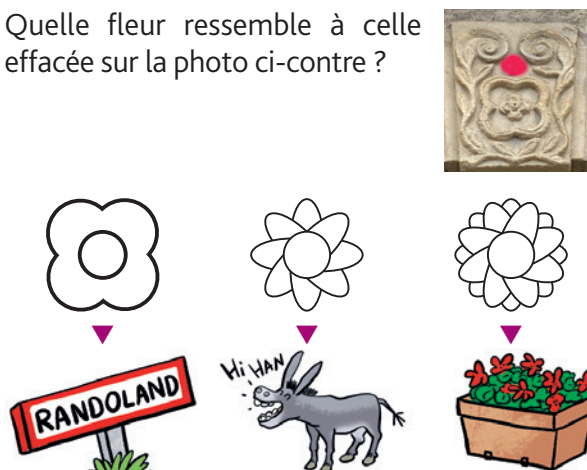 Quelle fleur ressemble à celle
effacée sur la photo ci-contre ?
Hi HAN
RANDOLAND